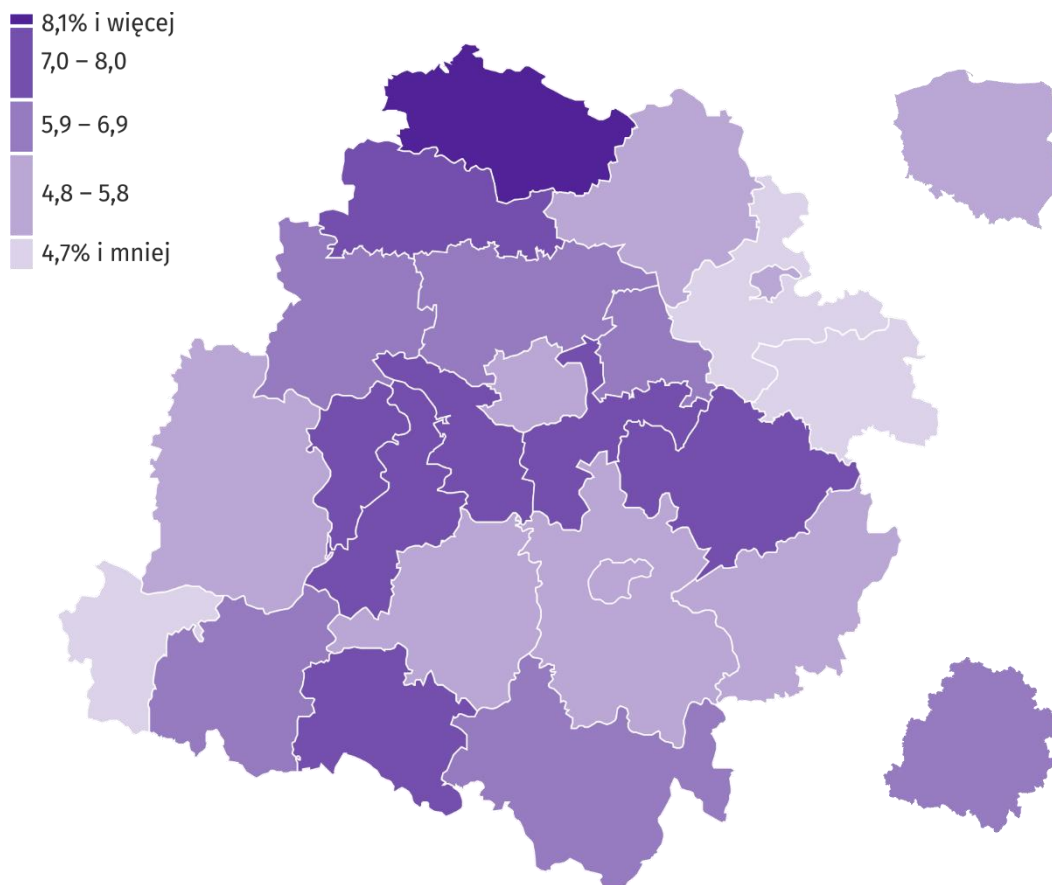 8,1% i więcej
7,0 – 8,0
5,9 – 6,9
4,8 – 5,8
4,7% i mniej